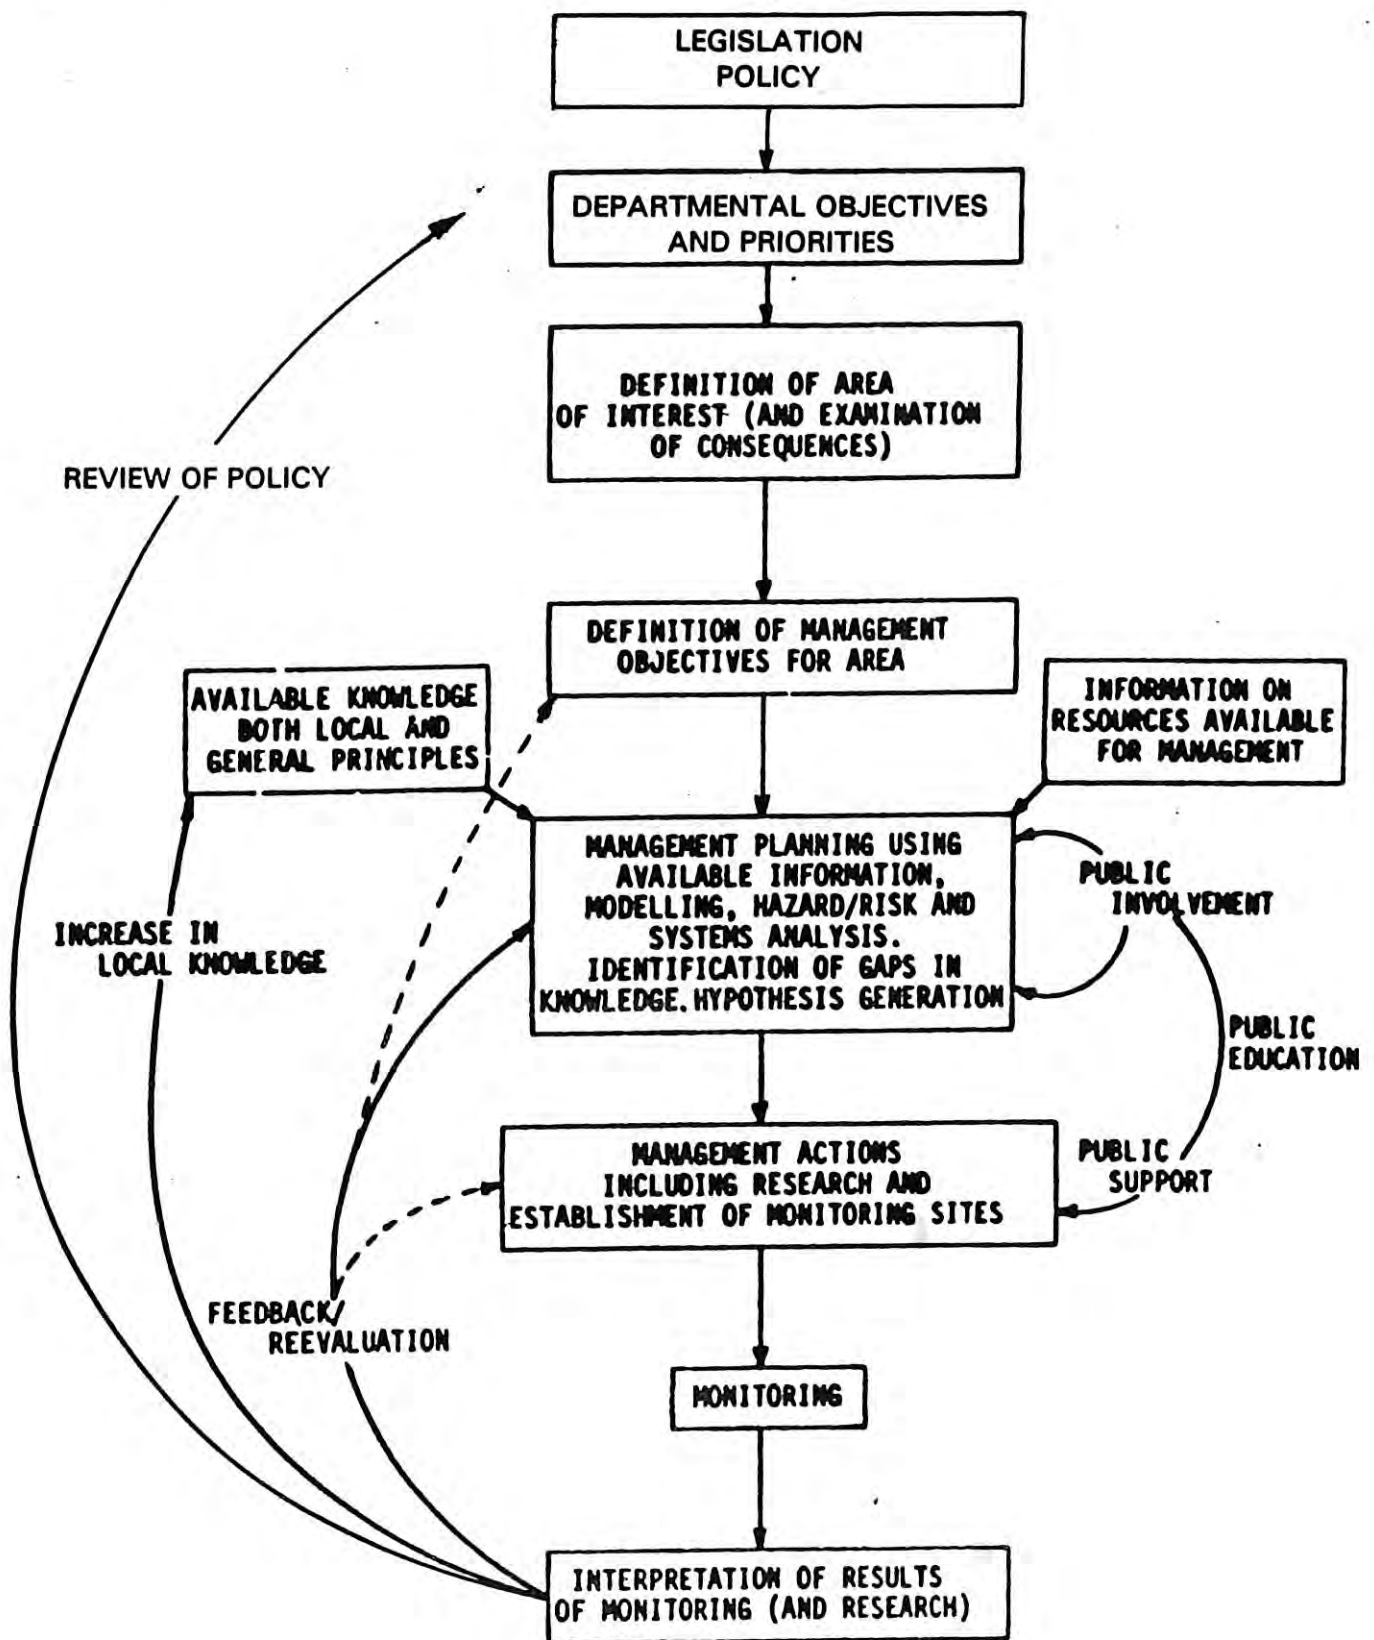 LEGISLATION
POLICY
DEPARTMENTAL OBJECTIVES
AND PRIORITIES
DEFINITION OF AREA
OF INTEREST (AND EXAMINATION
OF CONSEQUENCES)
REVIEW OF POLICY
DEFINITION OF MANAGEMENT
OBJECTIVES FOR AREA
AVAILABLE KNOWLEDGE
BOTH LOCAL AND
GENERAL PRINCIPLES
INFORMATION ON
RESOURCES AVAILABLE
FOR MANAGEMENT
MANAGEMENT PLANNING USING
AVAILABLE INFORMATION,
MODELLING, HAZARD/RISK AND
SYSTEMS ANALYSIS.
IDENTIFICATION OF GAPS IN
KNOWLEDGE. HYPOTHESIS GENERATION
PUBLIC
INVOLVEMENT
INCREASE IN
LOCAL KNOWLEDGE
PUBLIC
EDUCATION
MANAGEMENT ACTIONS
INCLUDING RESEARCH AND
ESTABLISHMENT OF MONITORING SITES
PUBLIC
SUPPORT
FEEDBACK/
REEVALUATION
MONITORING
INTERPRETATION OF RESULTS
OF MONITORING (AND RESEARCH)